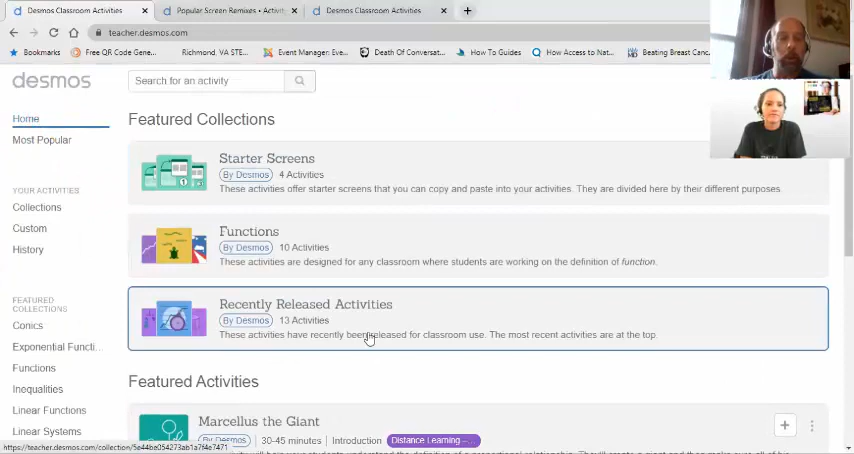 Desmos Classroom Activities
Popular Screen Remixes • Activit
Desmos Classroom Activities
teacher.desmos.com
Bookmarks
Free QR Code Gene...
Richmond, VA STE...
Event Manager: Eve...
Death Of Conversat...
How To Guides
How Access to Nat...
Beating Breast Canc...
desmos
Search for an activity
Home
Most Popular
YOUR ACTIVITIES
Collections
Custom
History
FEATURED
COLLECTIONS
Conics
Exponential Functi...
Functions
Inequalities
Linear Functions
Linear Systems
Featured Collections
Starter Screens
By Desmos 4 Activities
These activities offer starter screens that you can copy and paste into your activities. They are divided here by their different purposes.
Functions
By Desmos 10 Activities
These activities are designed for any classroom where students are working on the definition of function.
Recently Released Activities
By Desmos 13 Activities
These activities have recently been released for classroom use. The most recent activities are at the top.
Featured Activities
Marcellus the Giant
By Desmos 30-45 minutes Introduction Distance Learning –...
https://teacher.desmos.com/collection/5e44be054273ab1a7f4e7471